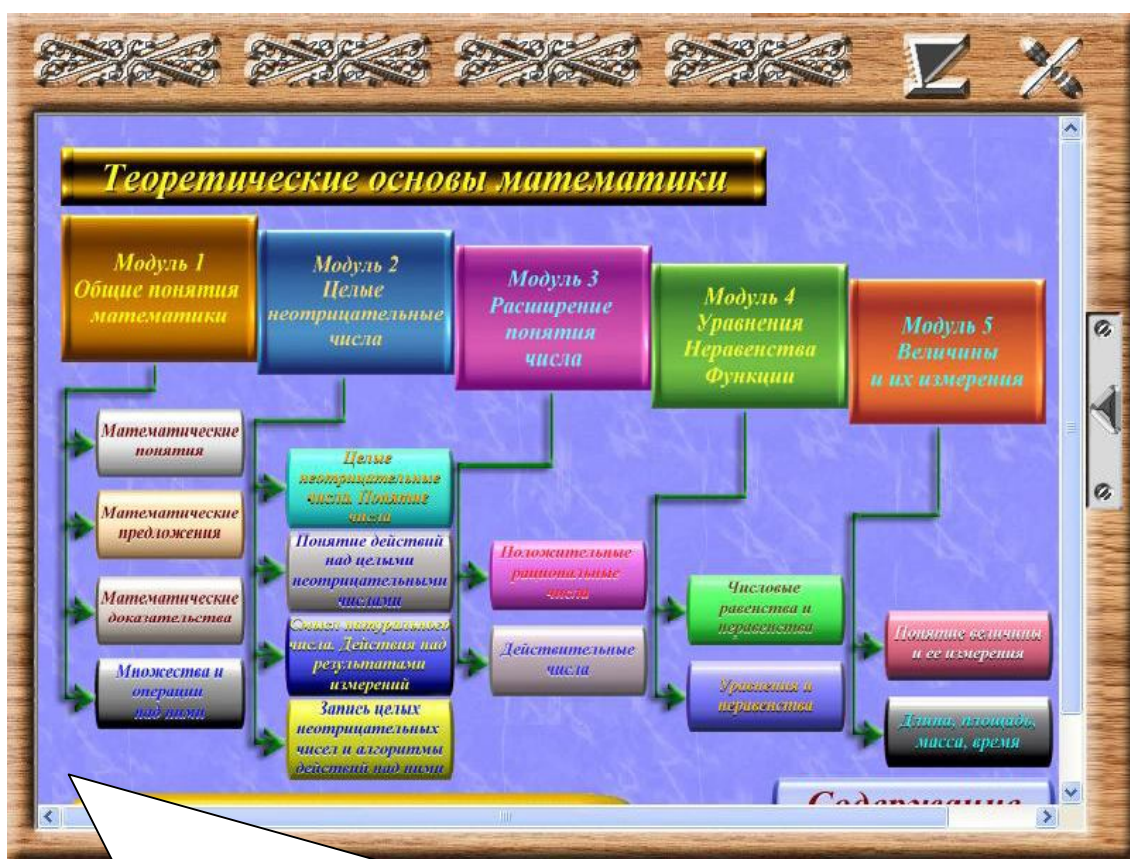 Теоретические основы математики
Модуль 1
Общие понятия
математики
Модуль 2
Целые
неотрицательные
числа
Модуль 3
Расширение
понятия
числа
Модуль 4
Уравнения
Неравенства
Функции
Модуль 5
Величины
и их измерения
Математические
понятия
Математические
предложения
Математические
доказательства
Множества и
операции
над ними
Целые
неотрицательные
числа. Понятие
числа
Понятие действий
над целыми
неотрицательными
числами
Смысл натурального
числа. Действия над
результатами
измерений
Запись целых
неотрицательных
чисел и алгоритмы
действий над ними
Положительные
рациональные
числа
Действительные
числа
Числовые
равенства и
неравенства
Уравнения и
неравенства
Понятие величины
и ее измерения
Длина, площадь,
масса, время
Содержание